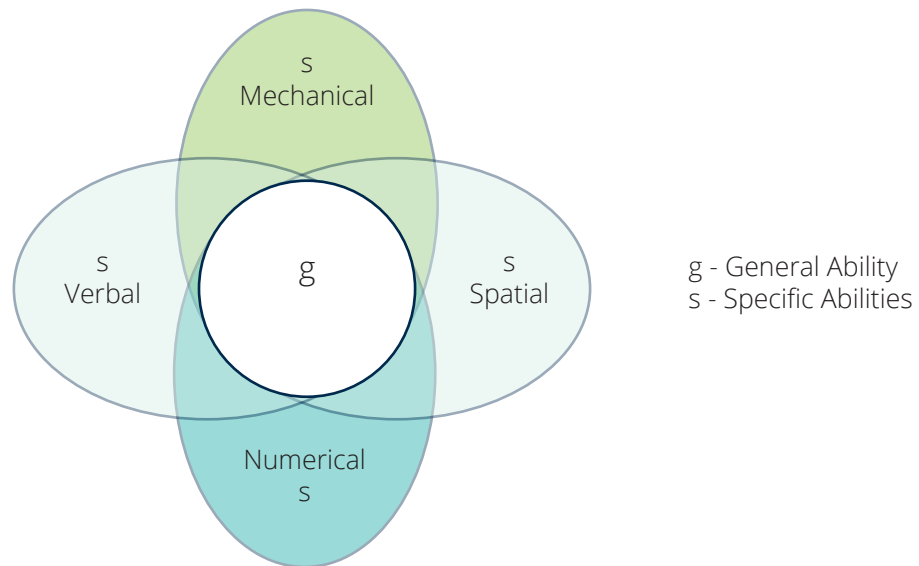 s
Mechanical
s
Verbal
g
s
Spatial
Numerical
s
g - General Ability
s - Specific Abilities